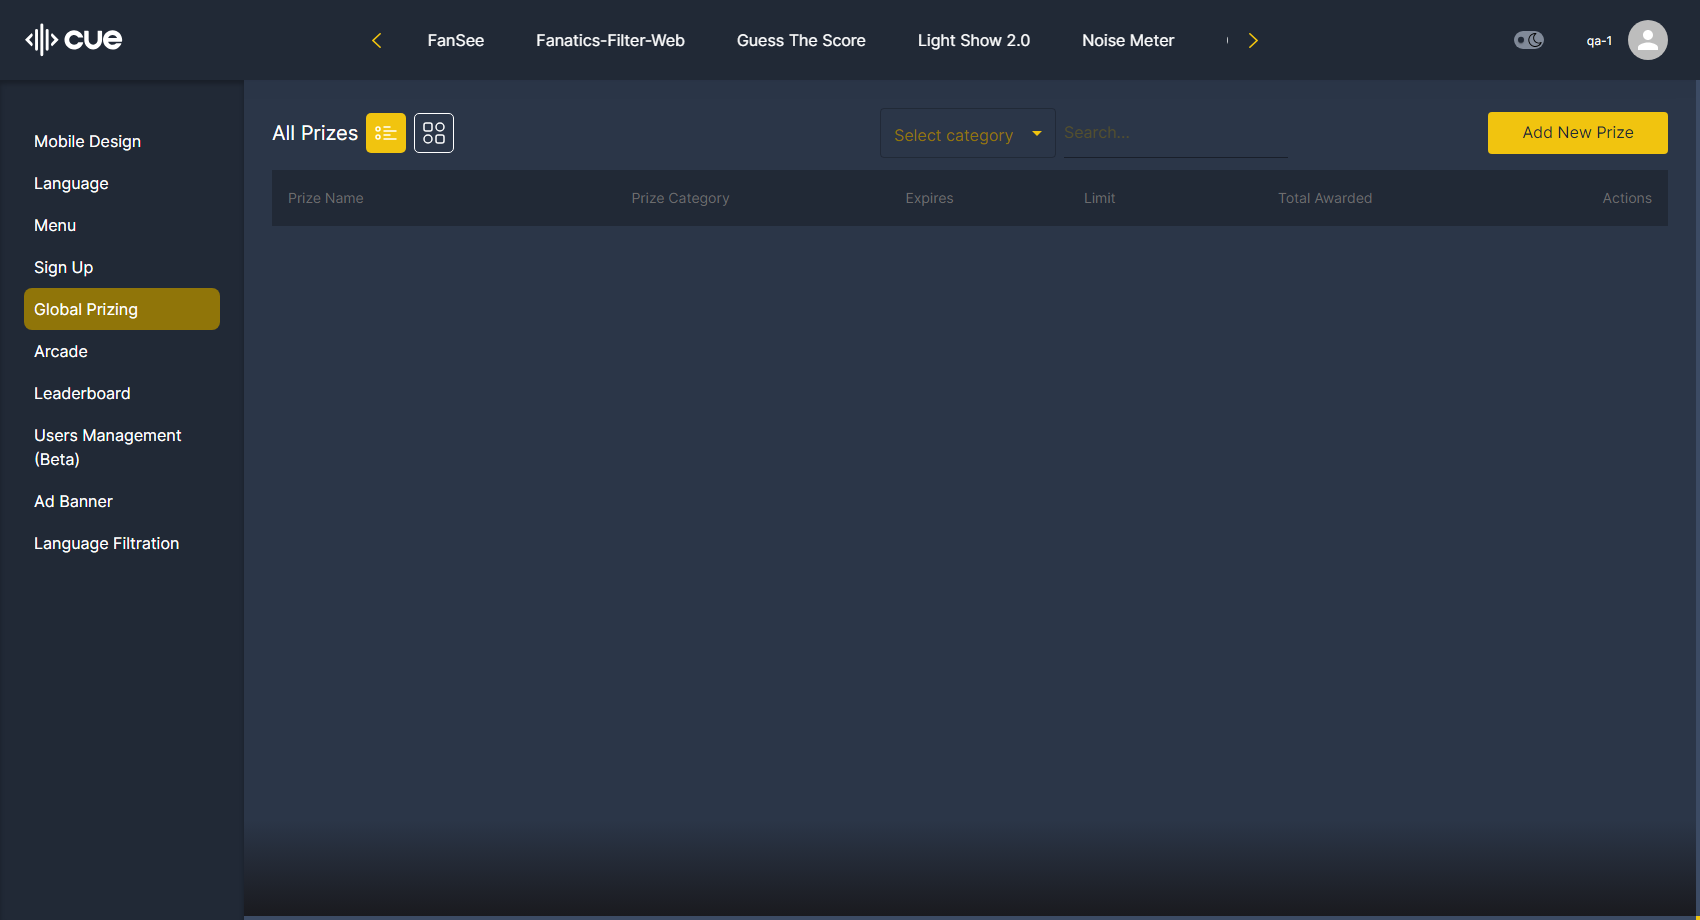 cue
FanSee Fanatics-Filter-Web Guess The Score Light Show 2.0 Noise Meter
qa-1
Mobile Design
Language
Menu
Sign Up
Global Prizing
Arcade
Leaderboard
Users Management
(Beta)
Ad Banner
Language Filtration
All Prizes
Select category
Search...
Add New Prize
Prize Name Prize Category Expires Limit Total Awarded Actions